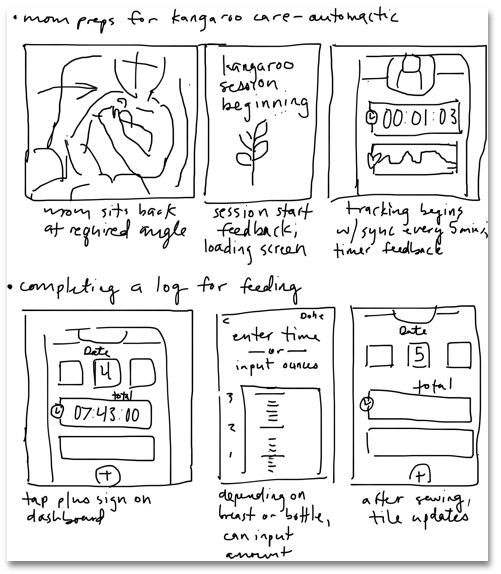 • mom preps for kangaroo care - automatic
kangaroo
session
beginning
00:01:03
mom sits back
at required angle
session start
feedback,
loading screen
tracking begins
w/ sync every 5 mins,
timer feedback
• completing a log for feeding
Date
4
total
07:43:00
+
< Done
enter time
— or —
input ounces
3
2
1
Date
5
total
+
tap plus sign on
dashboard
depending on
breast or bottle,
can input
amount
after saving,
tile updates